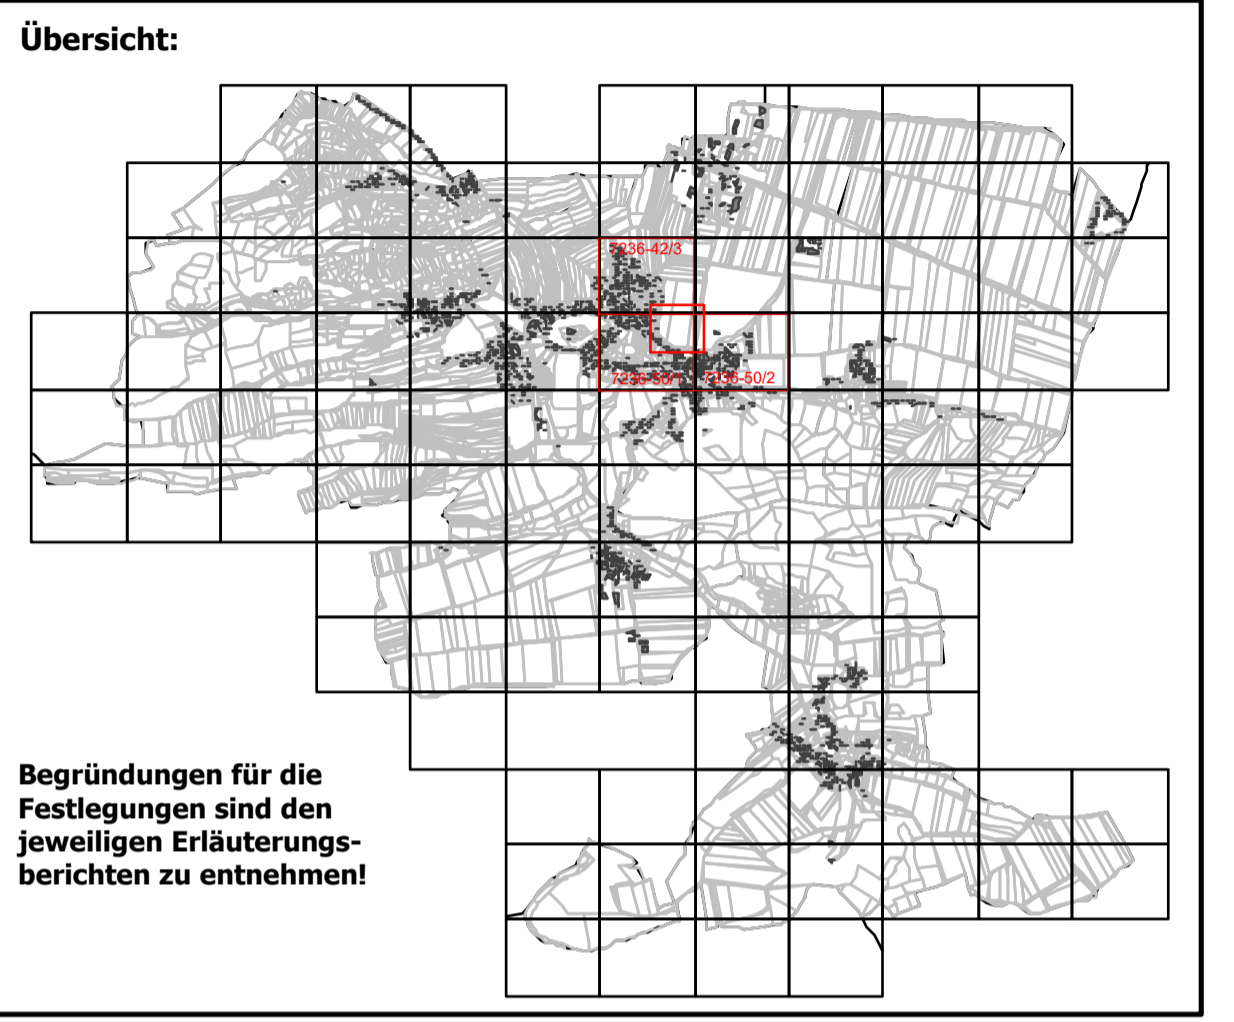 Übersicht:
7236-42/3
7236-50/1
7236-50/2
Begründungen für die
Festlegungen sind den
jeweiligen Erläuterungs-
berichten zu entnehmen!